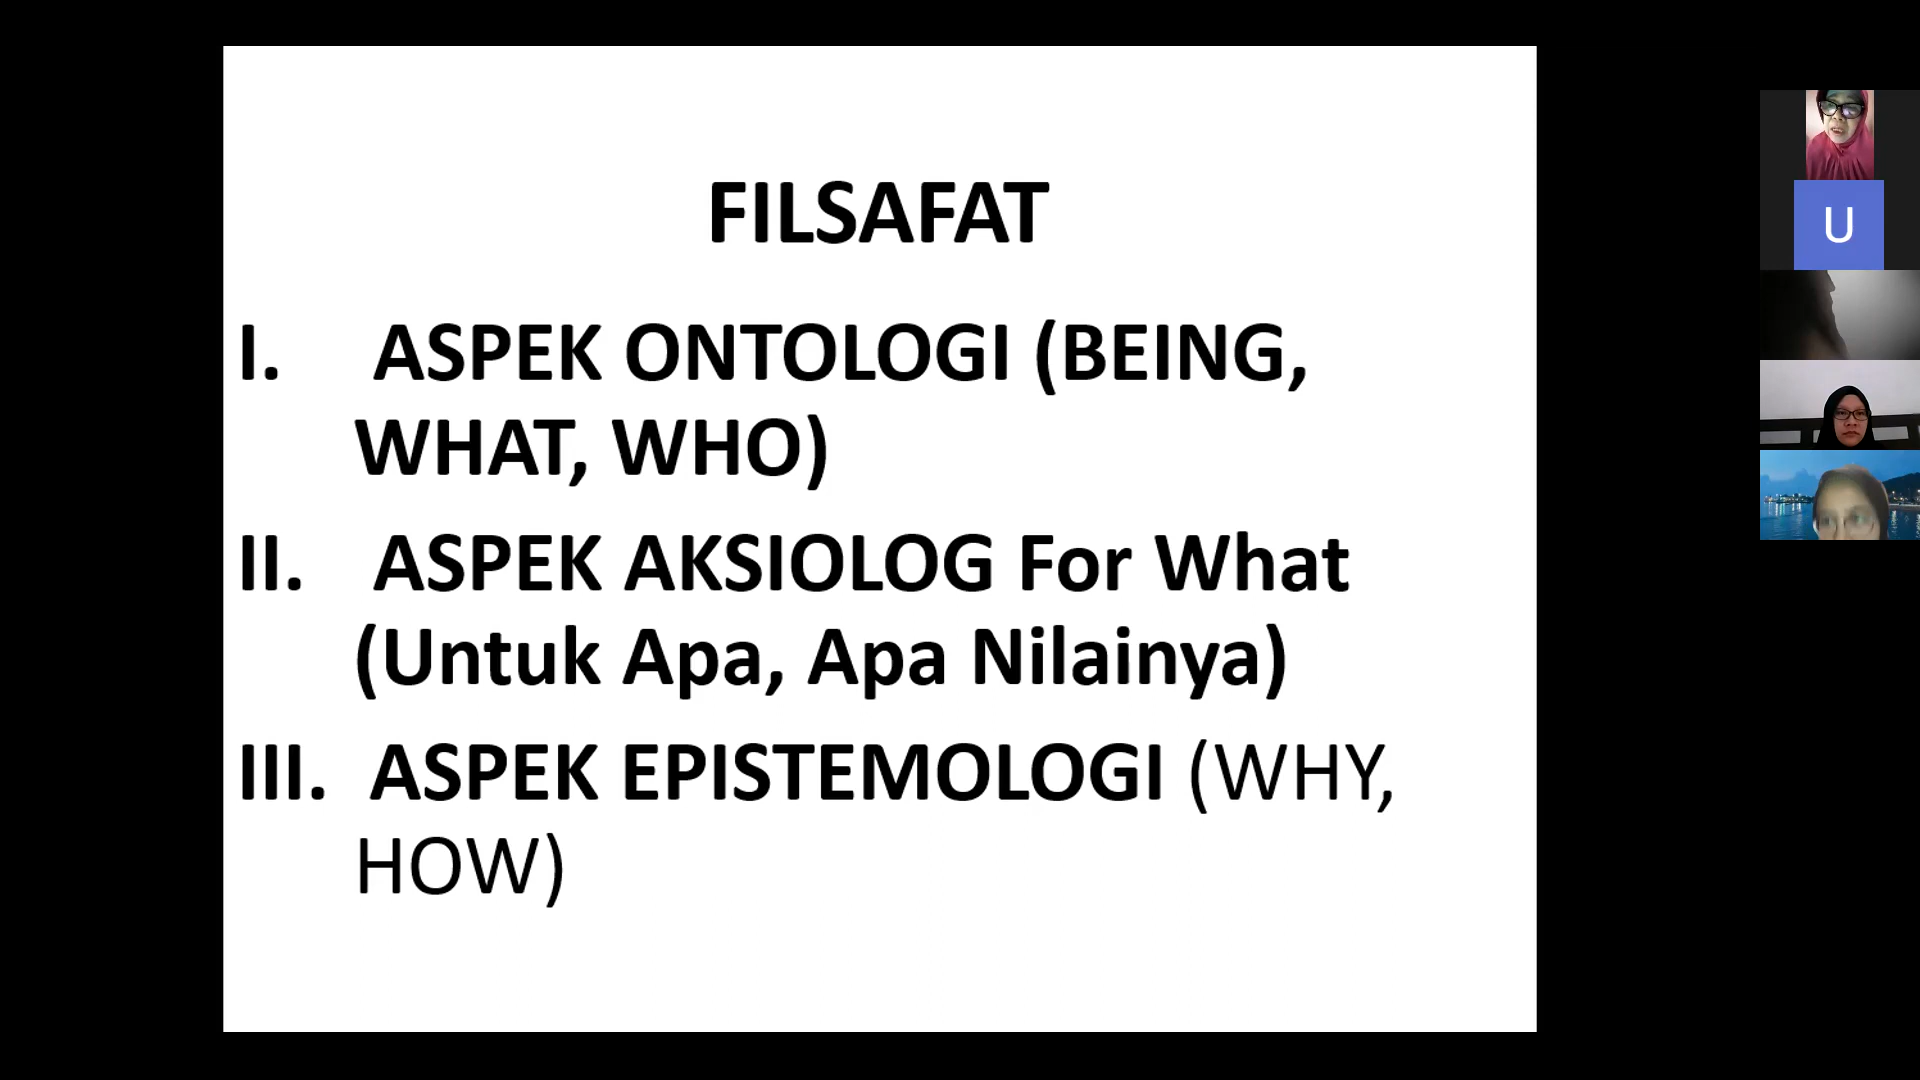 FILSAFAT
I. ASPEK ONTOLOGI (BEING,
WHAT, WHO)
II. ASPEK AKSIOLOG For What
(Untuk Apa, Apa Nilainya)
III. ASPEK EPISTEMOLOGI (WHY,
HOW)
U